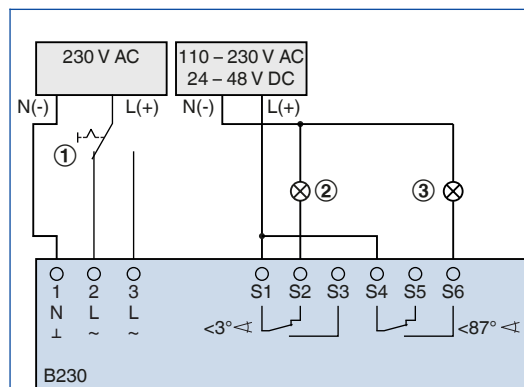 230 V AC
110 – 230 V AC
24 – 48 V DC
N(-) L(+) N(-) L(+)
①
② ③
1 2 3 S1 S2 S3 S4 S5 S6
N L L
⊥ ~ ~
<3° ∢ <87° ∢
B230